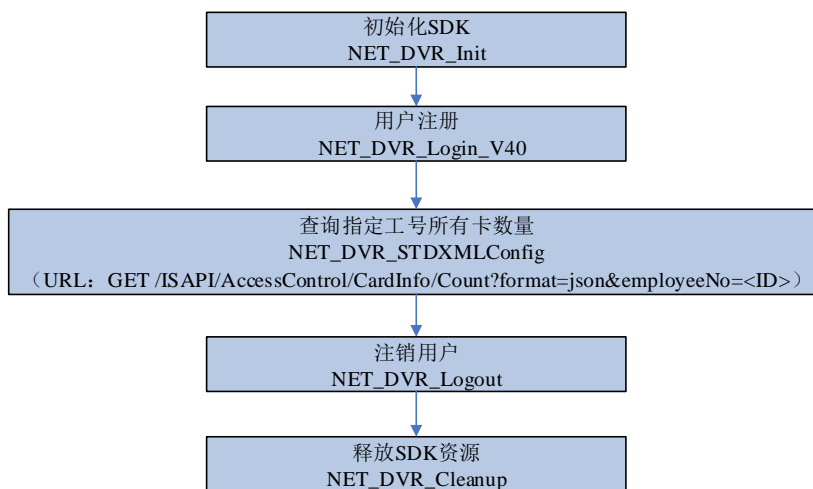 初始化SDK
NET_DVR_Init
用户注册
NET_DVR_Login_V40
查询指定工号所有卡数量
NET_DVR_STDXMLConfig
（URL：GET /ISAPI/AccessControl/CardInfo/Count?format=json&employeeNo=<ID>）
注销用户
NET_DVR_Logout
释放SDK资源
NET_DVR_Cleanup